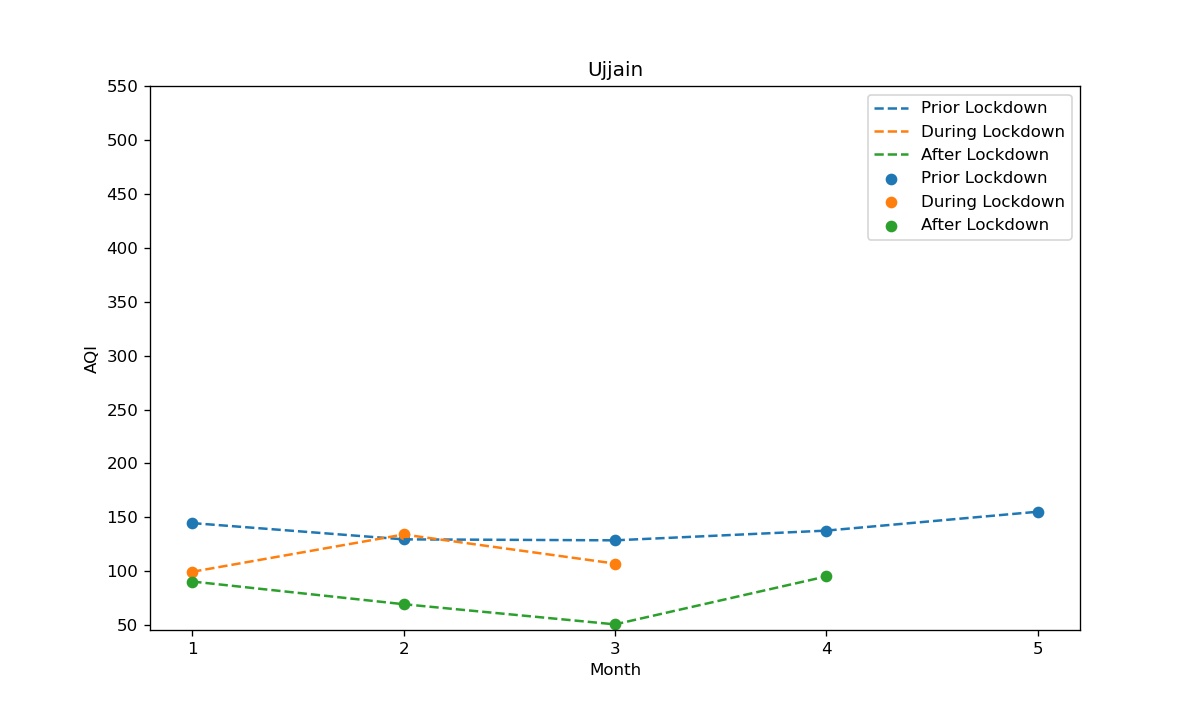 Ujjain
550
500
450
400
350
300
250
200
150
100
50
AQI
Prior Lockdown
During Lockdown
After Lockdown
Prior Lockdown
During Lockdown
After Lockdown
1 2 3 4 5
Month